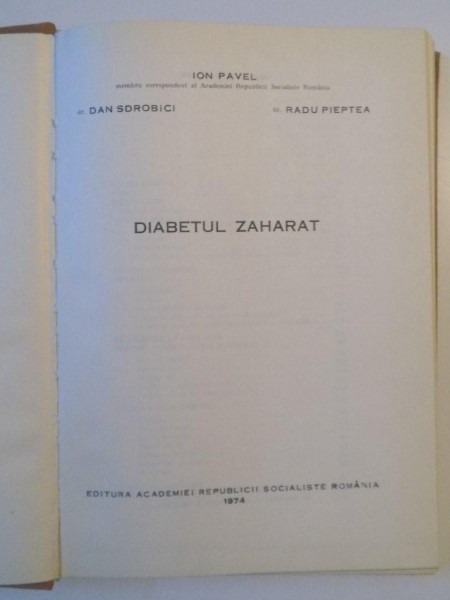 ION PAVEL
membru corespondent al Academiei Republicii Socialiste România
dr. DAN SDROBICI dr. RADU PIEPTEA
DIABETUL ZAHARAT
EDITURA ACADEMIEI REPUBLICII SOCIALISTE ROMÂNIA
1974